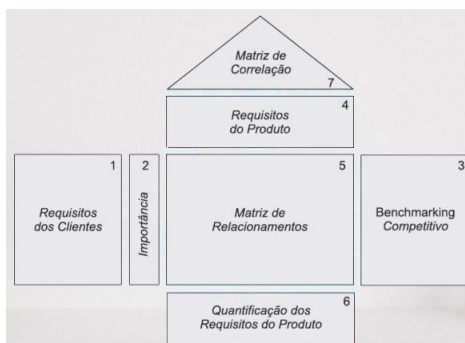 Matriz de
Correlação
7
4
Requisitos
do Produto
1
Requisitos
dos Clientes
2
Importância
5
Matriz de
Relacionamentos
3
Benchmarking
Competitivo
6
Quantificação dos
Requisitos do Produto